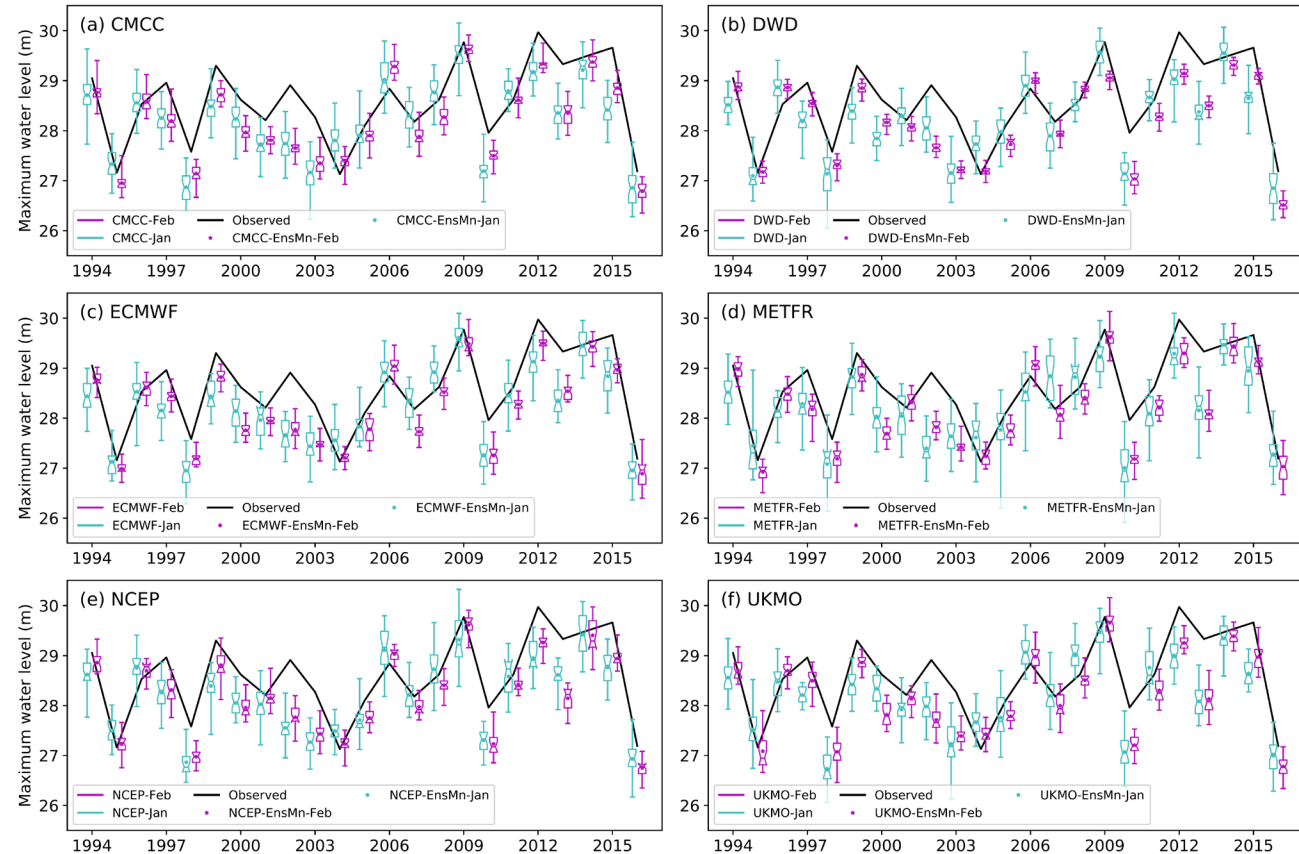 (a) CMCC
Maximum water level (m)
30
29
28
27
26
CMCC-Feb Observed CMCC-EnsMn-Jan
CMCC-Jan CMCC-EnsMn-Feb
1994 1997 2000 2003 2006 2009 2012 2015
(b) DWD
30
29
28
27
26
DWD-Feb Observed DWD-EnsMn-Jan
DWD-Jan DWD-EnsMn-Feb
1994 1997 2000 2003 2006 2009 2012 2015
(c) ECMWF
Maximum water level (m)
30
29
28
27
26
ECMWF-Feb Observed ECMWF-EnsMn-Jan
ECMWF-Jan ECMWF-EnsMn-Feb
1994 1997 2000 2003 2006 2009 2012 2015
(d) METFR
30
29
28
27
26
METFR-Feb Observed METFR-EnsMn-Jan
METFR-Jan METFR-EnsMn-Feb
1994 1997 2000 2003 2006 2009 2012 2015
(e) NCEP
Maximum water level (m)
30
29
28
27
26
NCEP-Feb Observed NCEP-EnsMn-Jan
NCEP-Jan NCEP-EnsMn-Feb
1994 1997 2000 2003 2006 2009 2012 2015
(f) UKMO
30
29
28
27
26
UKMO-Feb Observed UKMO-EnsMn-Jan
UKMO-Jan UKMO-EnsMn-Feb
1994 1997 2000 2003 2006 2009 2012 2015